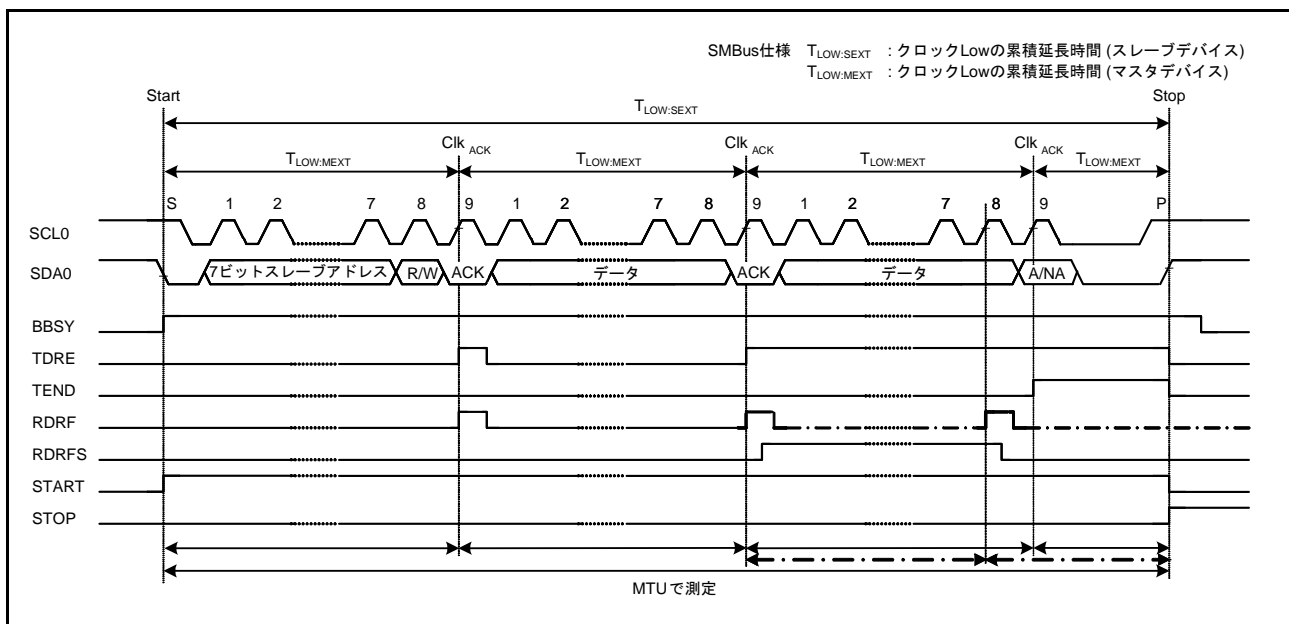 SMBus仕様 TLOW:SEXT : クロックLowの累積延長時間 (スレーブデバイス)
TLOW:MEXT : クロックLowの累積延長時間 (マスタデバイス)
Start Stop
TLOW:SEXT
Clk ACK Clk ACK Clk ACK
TLOW:MEXT TLOW:MEXT TLOW:MEXT TLOW:MEXT
S 1 2 7 8 9 1 2 7 8 9 1 2 7 8 9 P
SCL0
SDA0 7ビットスレーブアドレス R/W ACK データ ACK データ A/NA
BBSY
TDRE
TEND
RDRF
RDRFS
START
STOP
MTUで測定